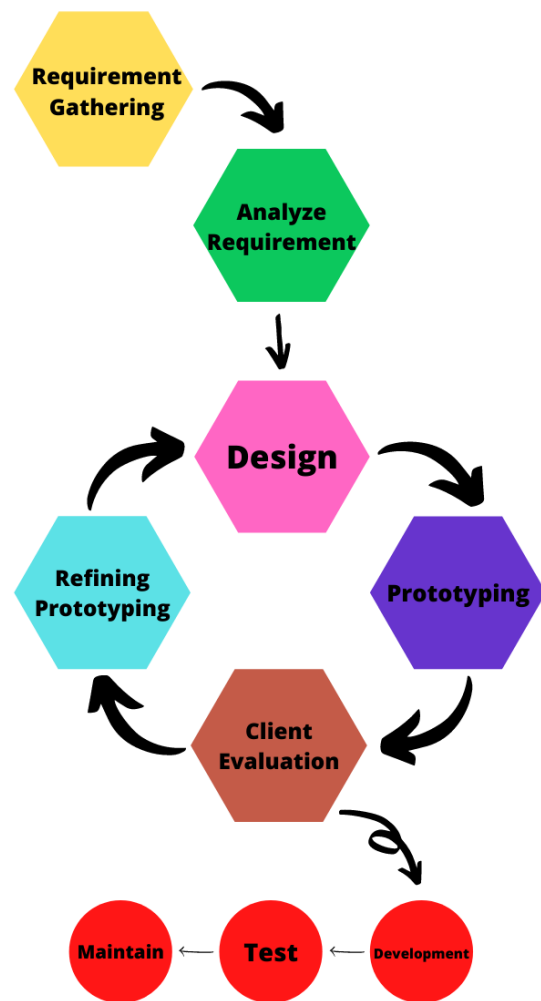 Requirement
Gathering
Analyze
Requirement
Design
Prototyping
Refining
Prototyping
Client
Evaluation
Development
Test
Maintain